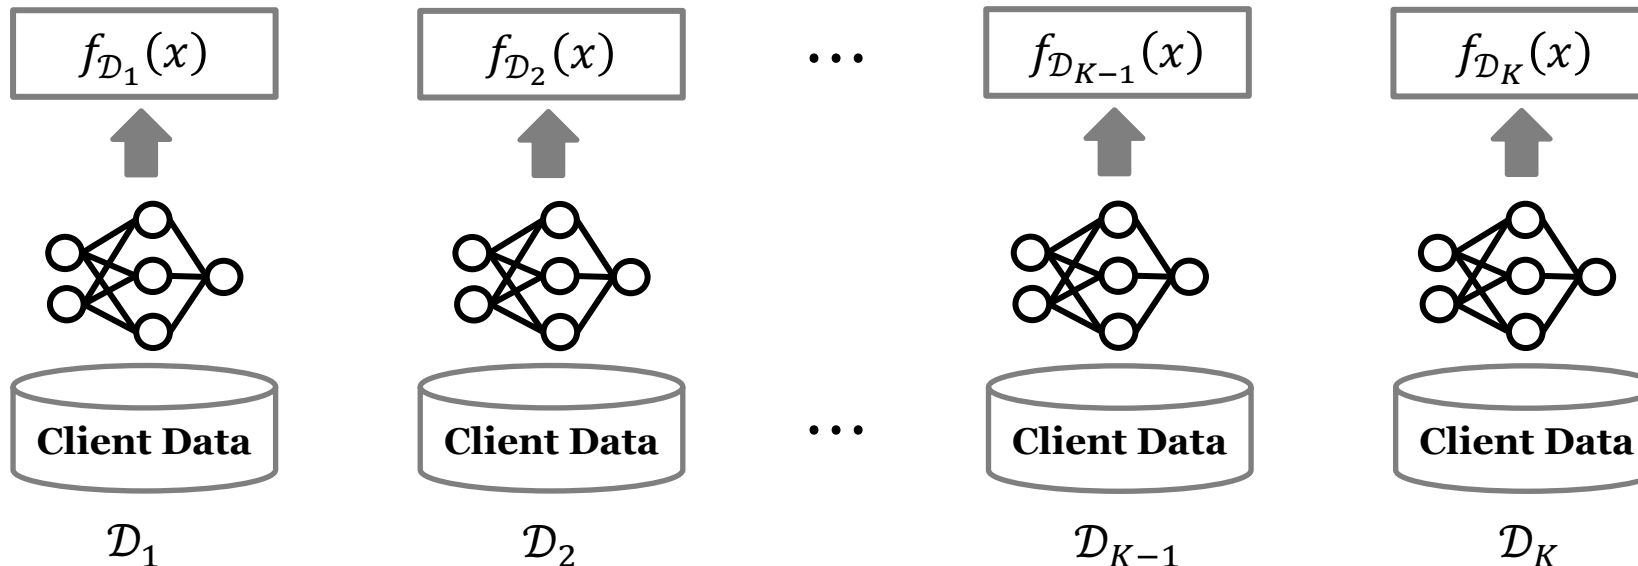 f_{𝒟_1}(x) f_{𝒟_2}(x) ⋯ f_{𝒟_{K−1}}(x) f_{𝒟_K}(x)
Client Data Client Data ⋯ Client Data Client Data
𝒟_1 𝒟_2 𝒟_{K−1} 𝒟_K